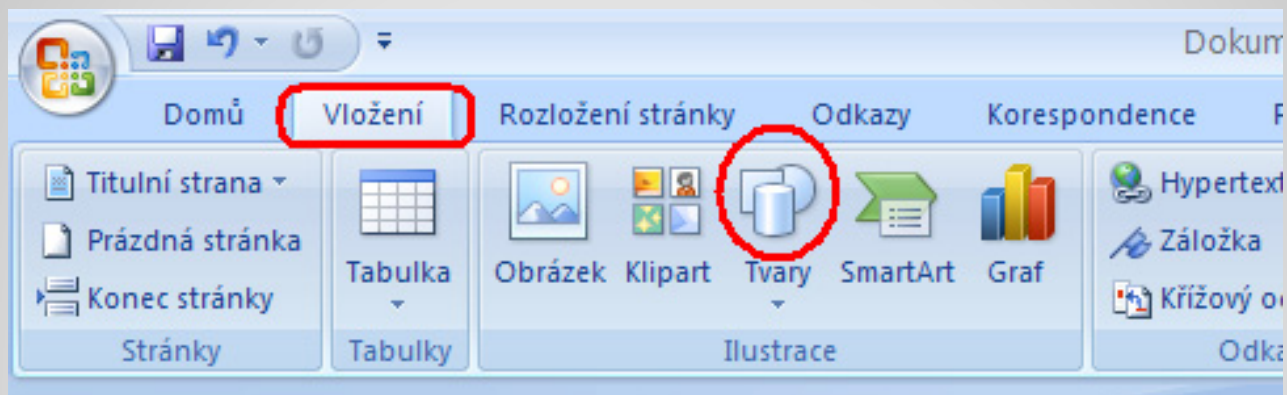 Dokum
Domů Vložení Rozložení stránky Odkazy Korespondence
Titulní strana
Prázdná stránka
Konec stránky
Stránky
Tabulka
Tabulky
Obrázek Klipart Tvary SmartArt Graf
Ilustrace
Hypertext
Záložka
Křížový o
Odka